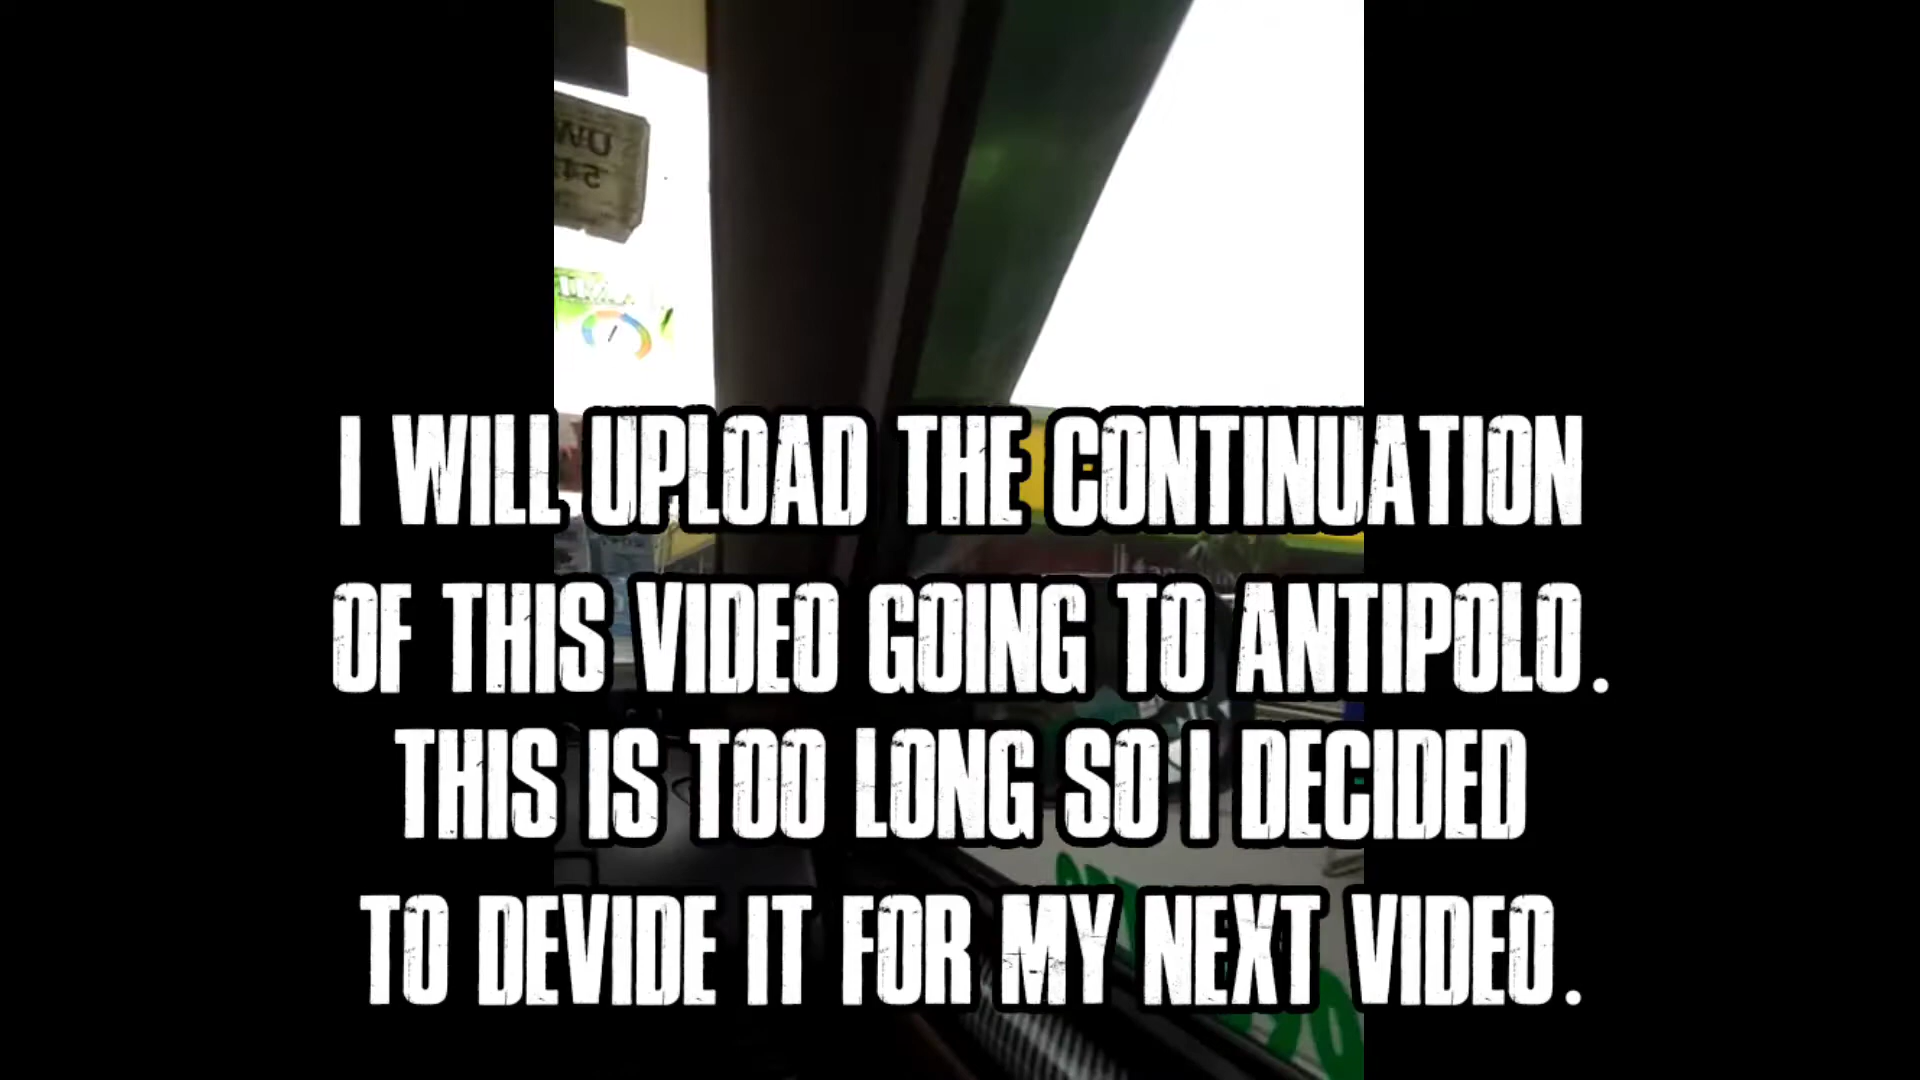 I WILL UPLOAD THE CONTINUATION
OF THIS VIDEO GOING TO ANTIPOLO.
THIS IS TOO LONG SO I DECIDED
TO DEVIDE IT FOR MY NEXT VIDEO.